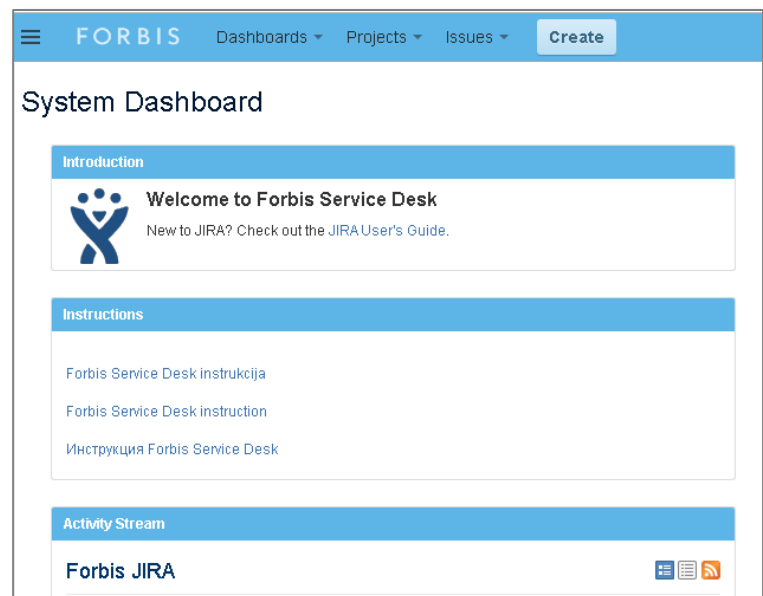 FORBIS Dashboards Projects Issues Create
System Dashboard
Introduction
Welcome to Forbis Service Desk
New to JIRA? Check out the JIRA User's Guide.
Instructions
Forbis Service Desk instrukcija
Forbis Service Desk instruction
Инструкция Forbis Service Desk
Activity Stream
Forbis JIRA